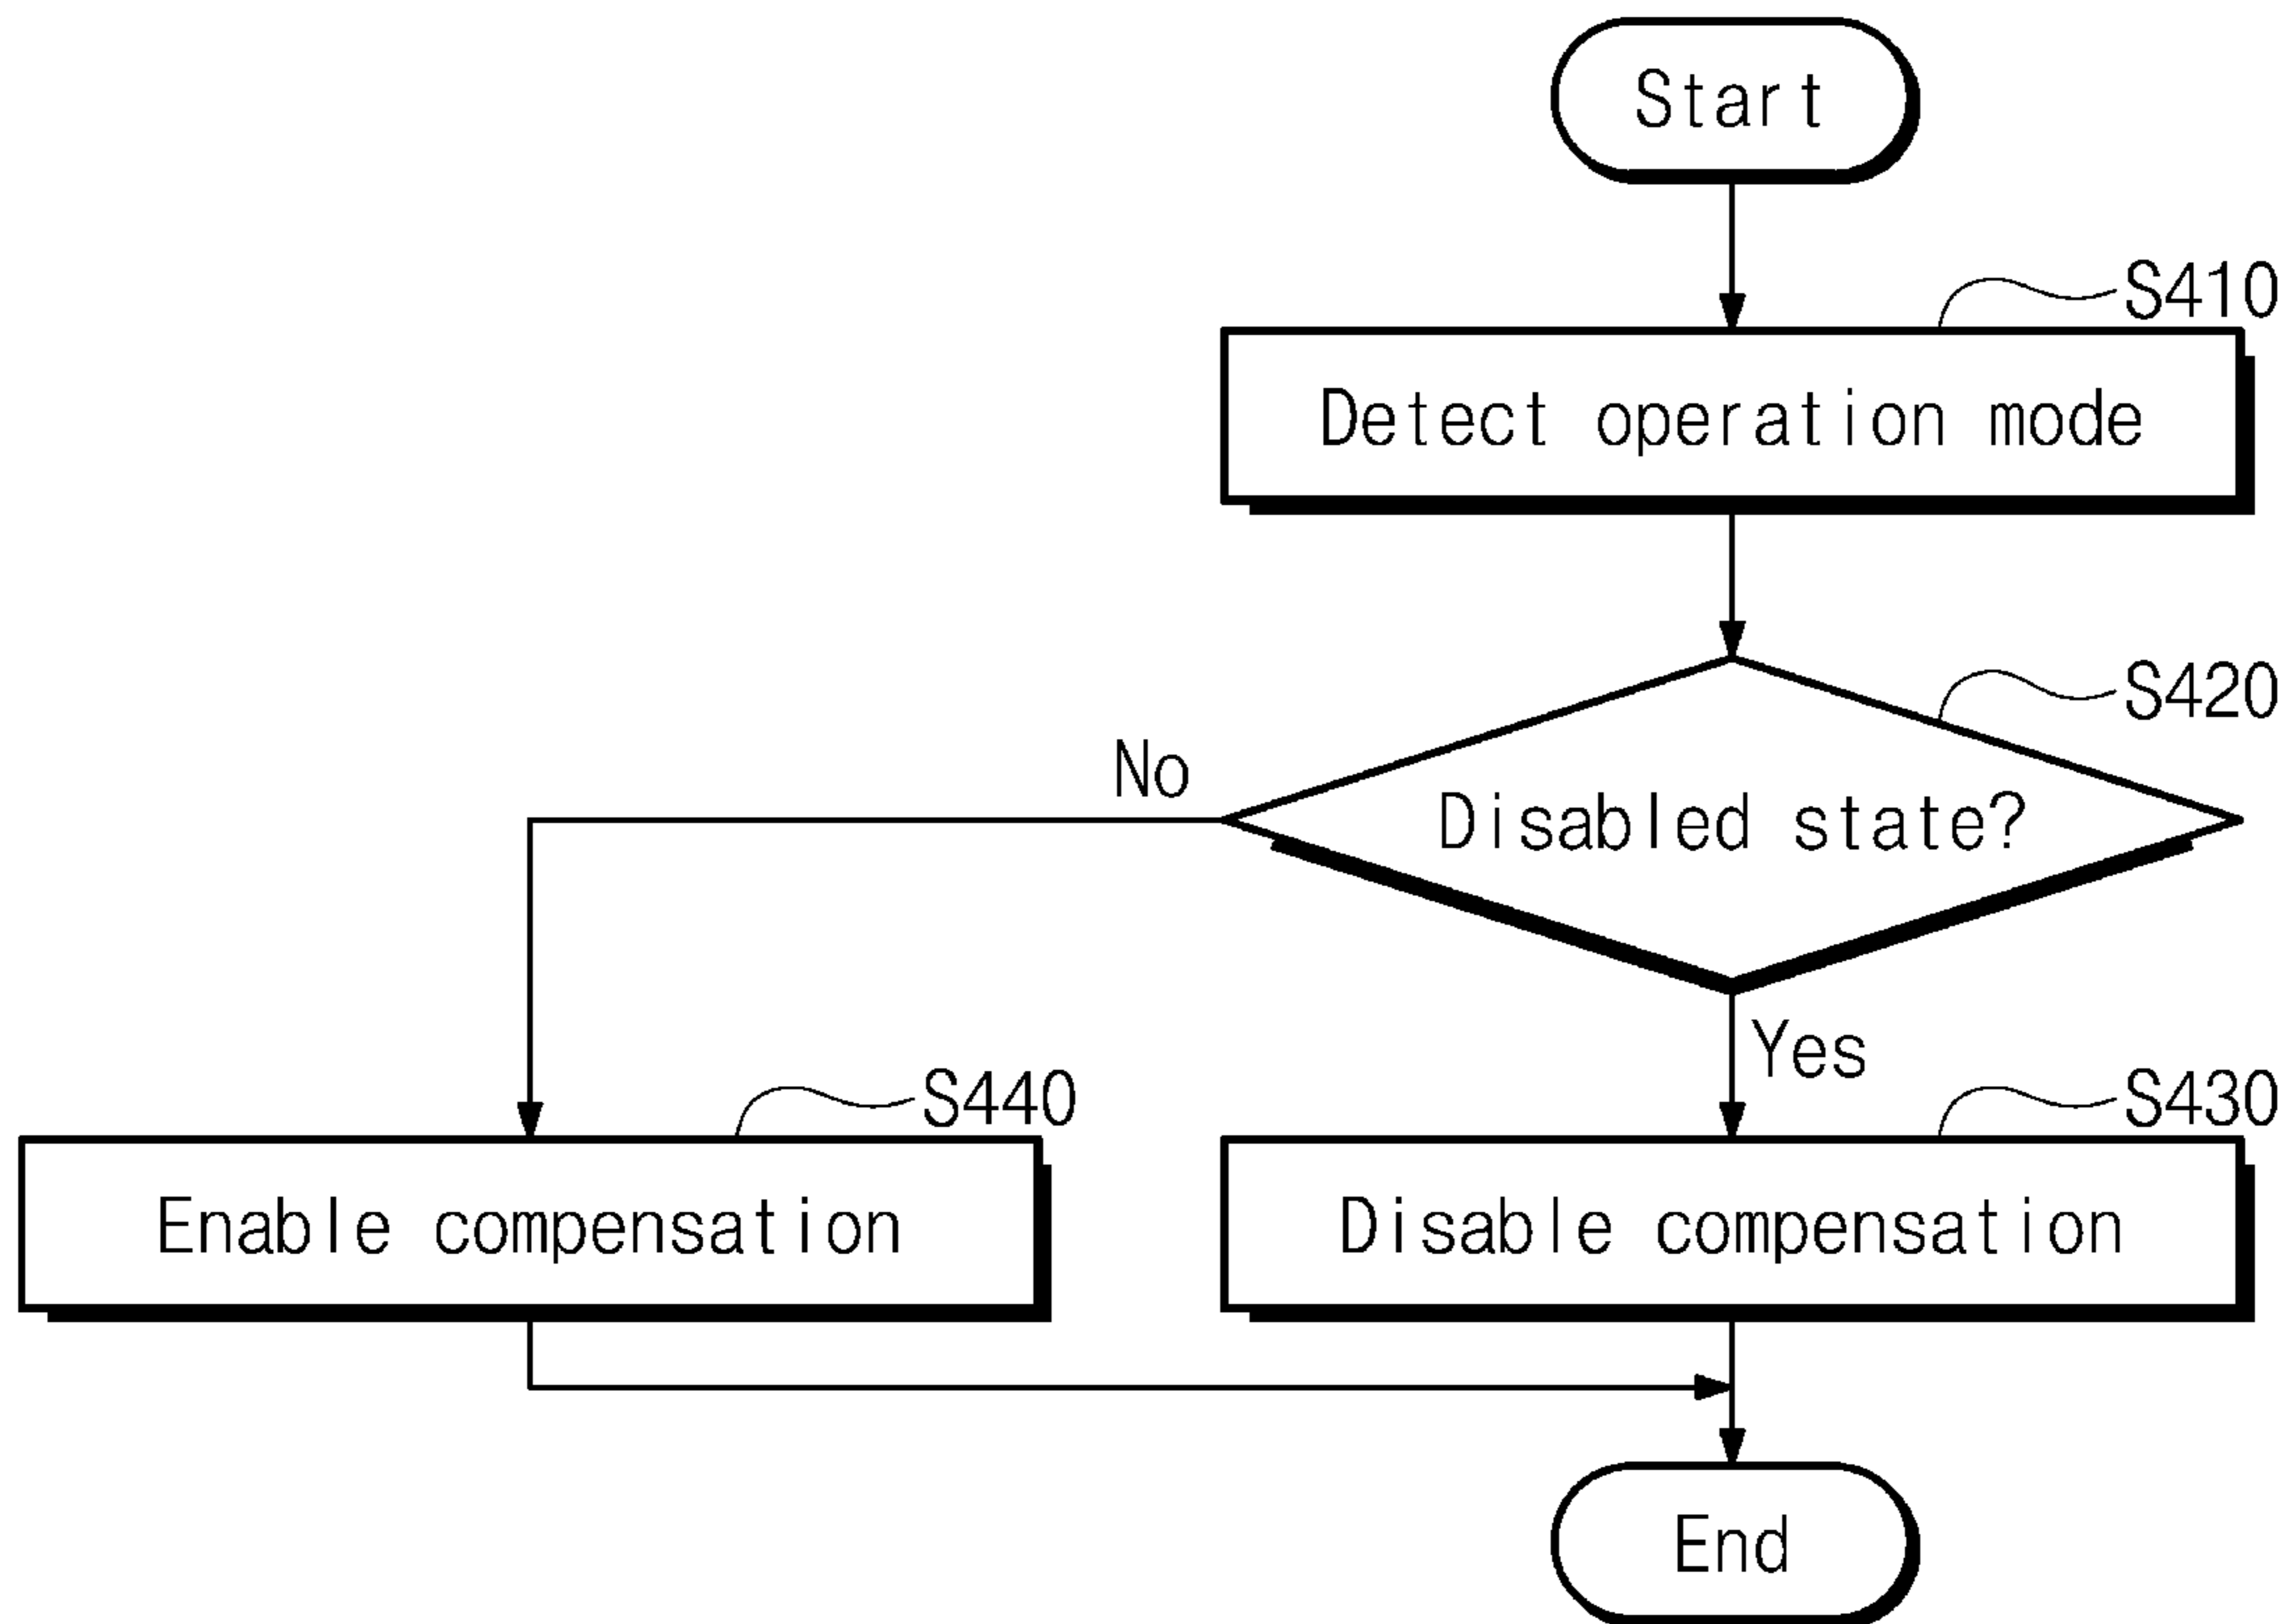 Start
S410
Detect operation mode
S420
No
Disabled state?
Yes
S440
S430
Enable compensation
Disable compensation
End